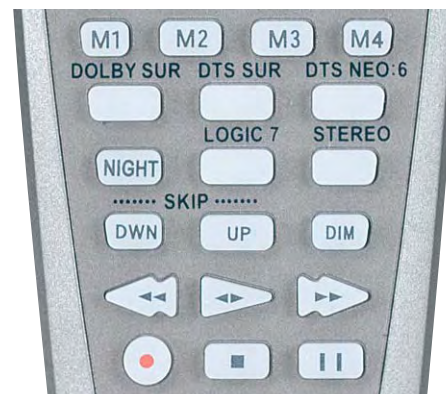 M1 M2 M3 M4
DOLBY SUR DTS SUR DTS NEO:6
LOGIC 7 STEREO
NIGHT
SKIP
DWN UP DIM